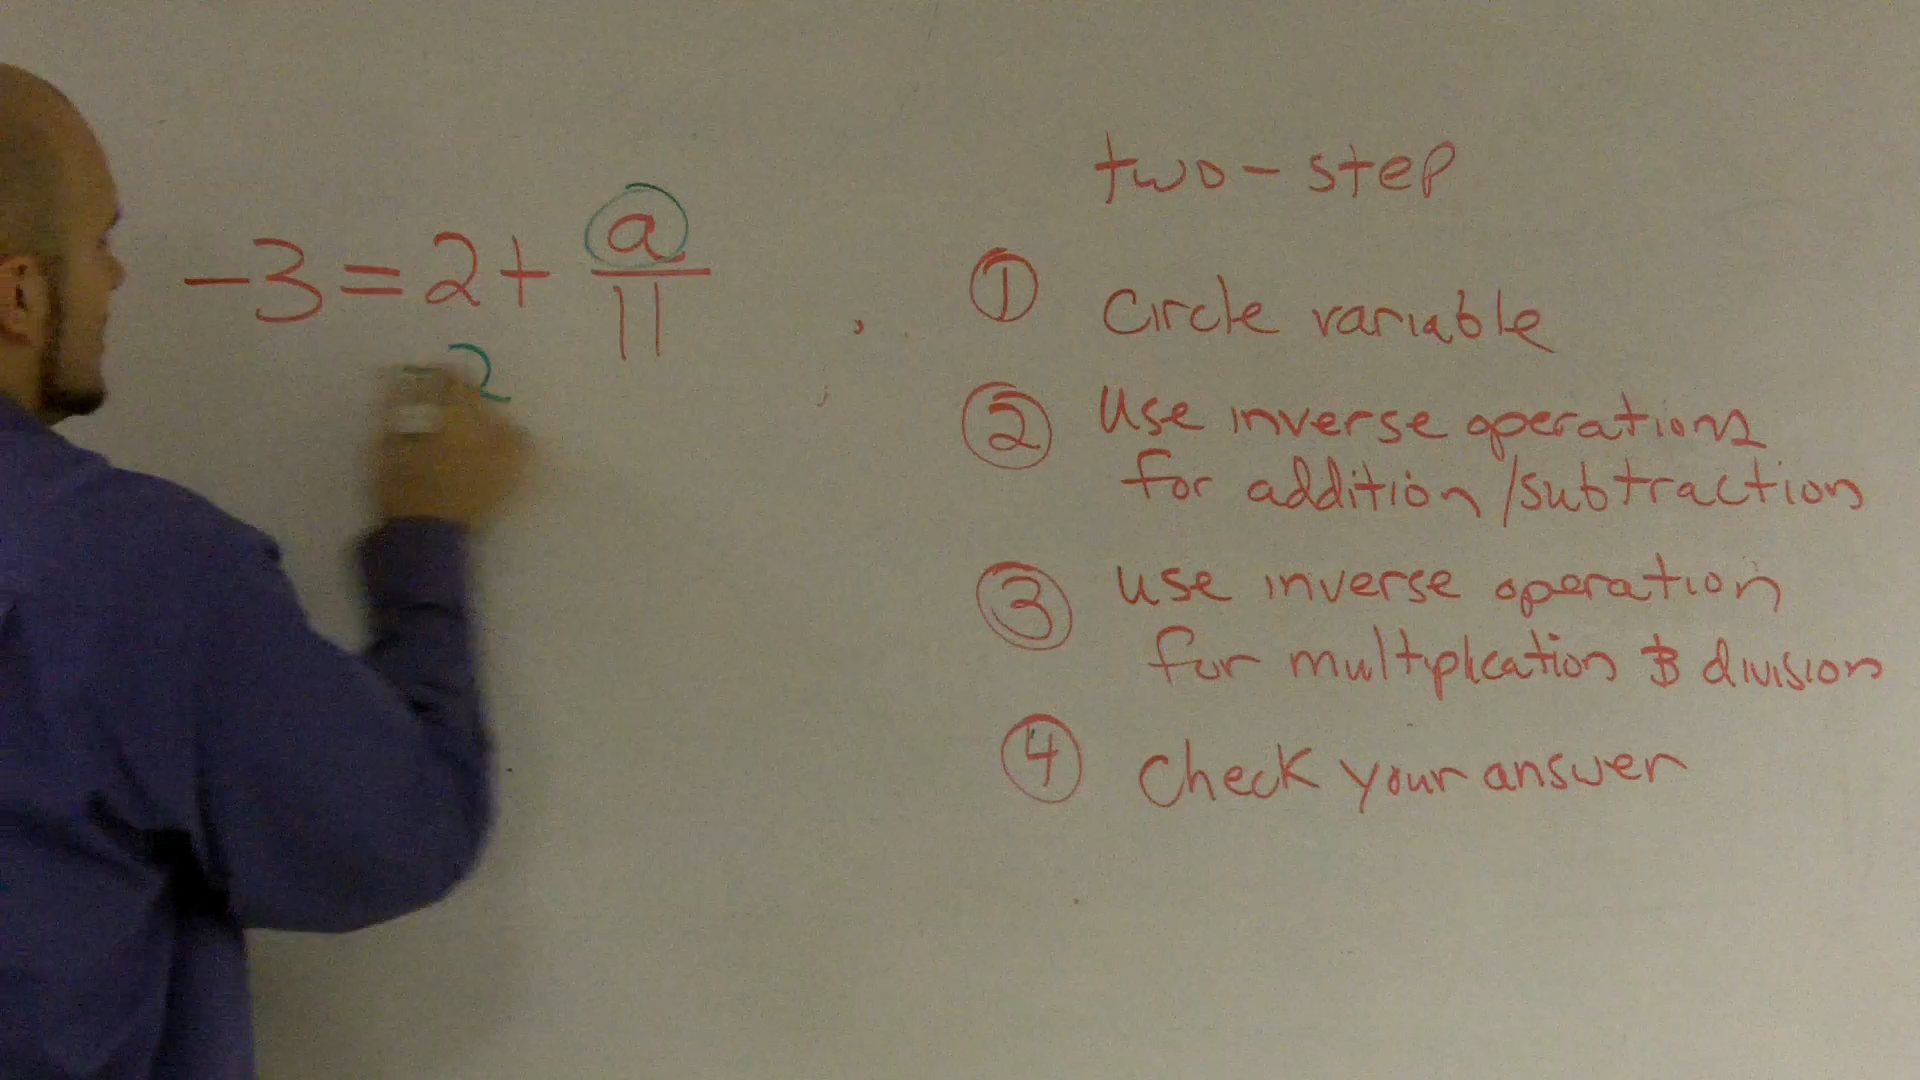 -3 = 2 + a/11
-2
two-step
① Circle variable
② Use inverse operations
for addition/subtraction
③ use inverse operation
for multiplication & division
④ Check your answer